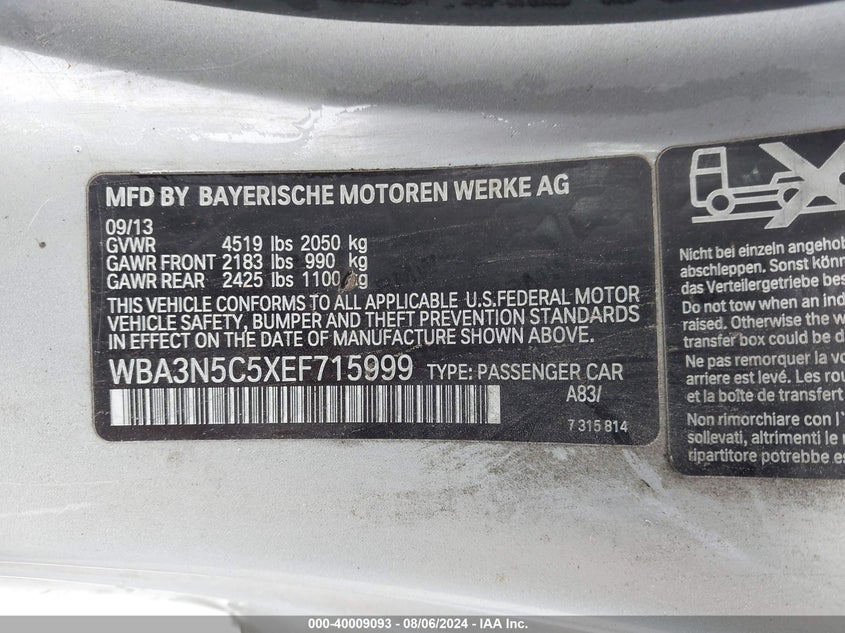 MFD BY BAYERISCHE MOTOREN WERKE AG
09/13
GVWR 4519 lbs 2050 kg
GAWR FRONT 2183 lbs 990 kg
GAWR REAR 2425 lbs 1100 kg
THIS VEHICLE CONFORMS TO ALL APPLICABLE U.S.FEDERAL MOTOR
VEHICLE SAFETY, BUMPER AND THEFT PREVENTION STANDARDS
IN EFFECT ON THE DATE OF MANUFACTURE SHOWN ABOVE.
WBA3N5C5XEF715999 TYPE: PASSENGER CAR
A83/
7 315 814
Nicht bei einzeln angehob
abschleppen. Sonst könn
das Verteilergetriebe bes
Do not tow when an ind
raised. Otherwise the w
transfer box could be
Ne pas remorquer avec
arrière est levé. Les rou
et la boîte de transfert
Non rimorchiare con l'
sollevati, altrimenti le r
ripartitore potrebbe es
000-40009093 - 08/06/2024 - IAA Inc.